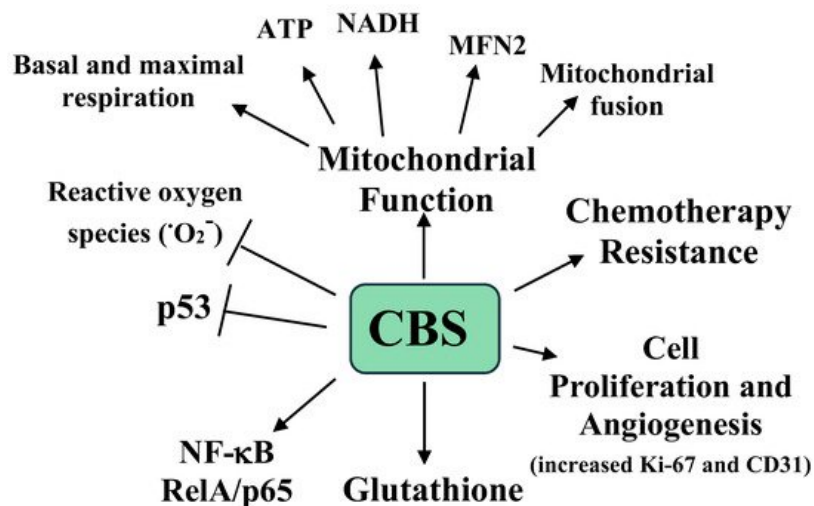 ATP
NADH
MFN2
Basal and maximal
respiration
Mitochondrial
fusion
Mitochondrial
Function
Reactive oxygen
species (·O₂⁻)
Chemotherapy
Resistance
p53
CBS
Cell
Proliferation and
Angiogenesis
(increased Ki-67 and CD31)
NF-κB
RelA/p65
Glutathione